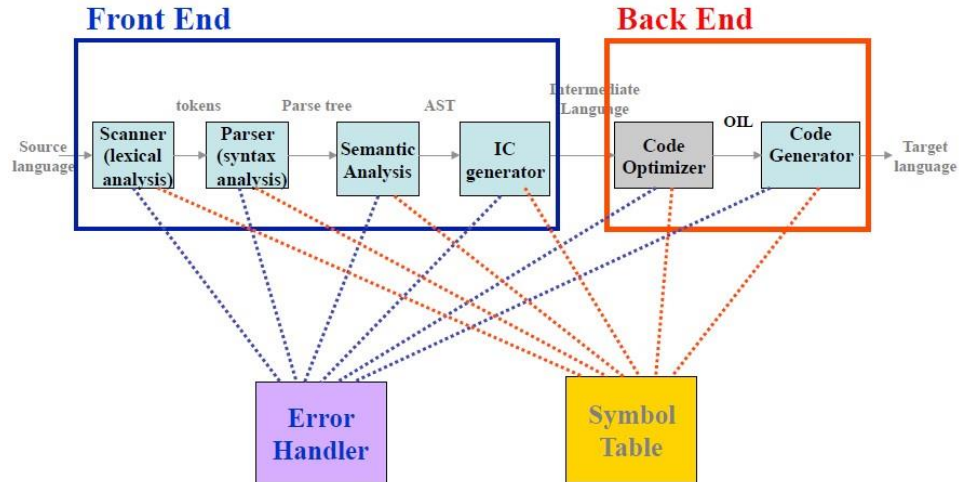 Front End
Back End
tokens
Parse tree
AST
Intermediate
Language
OIL
Source
language
Scanner
(lexical
analysis)
Parser
(syntax
analysis)
Semantic
Analysis
IC
generator
Code
Optimizer
Code
Generator
Target
language
Error
Handler
Symbol
Table